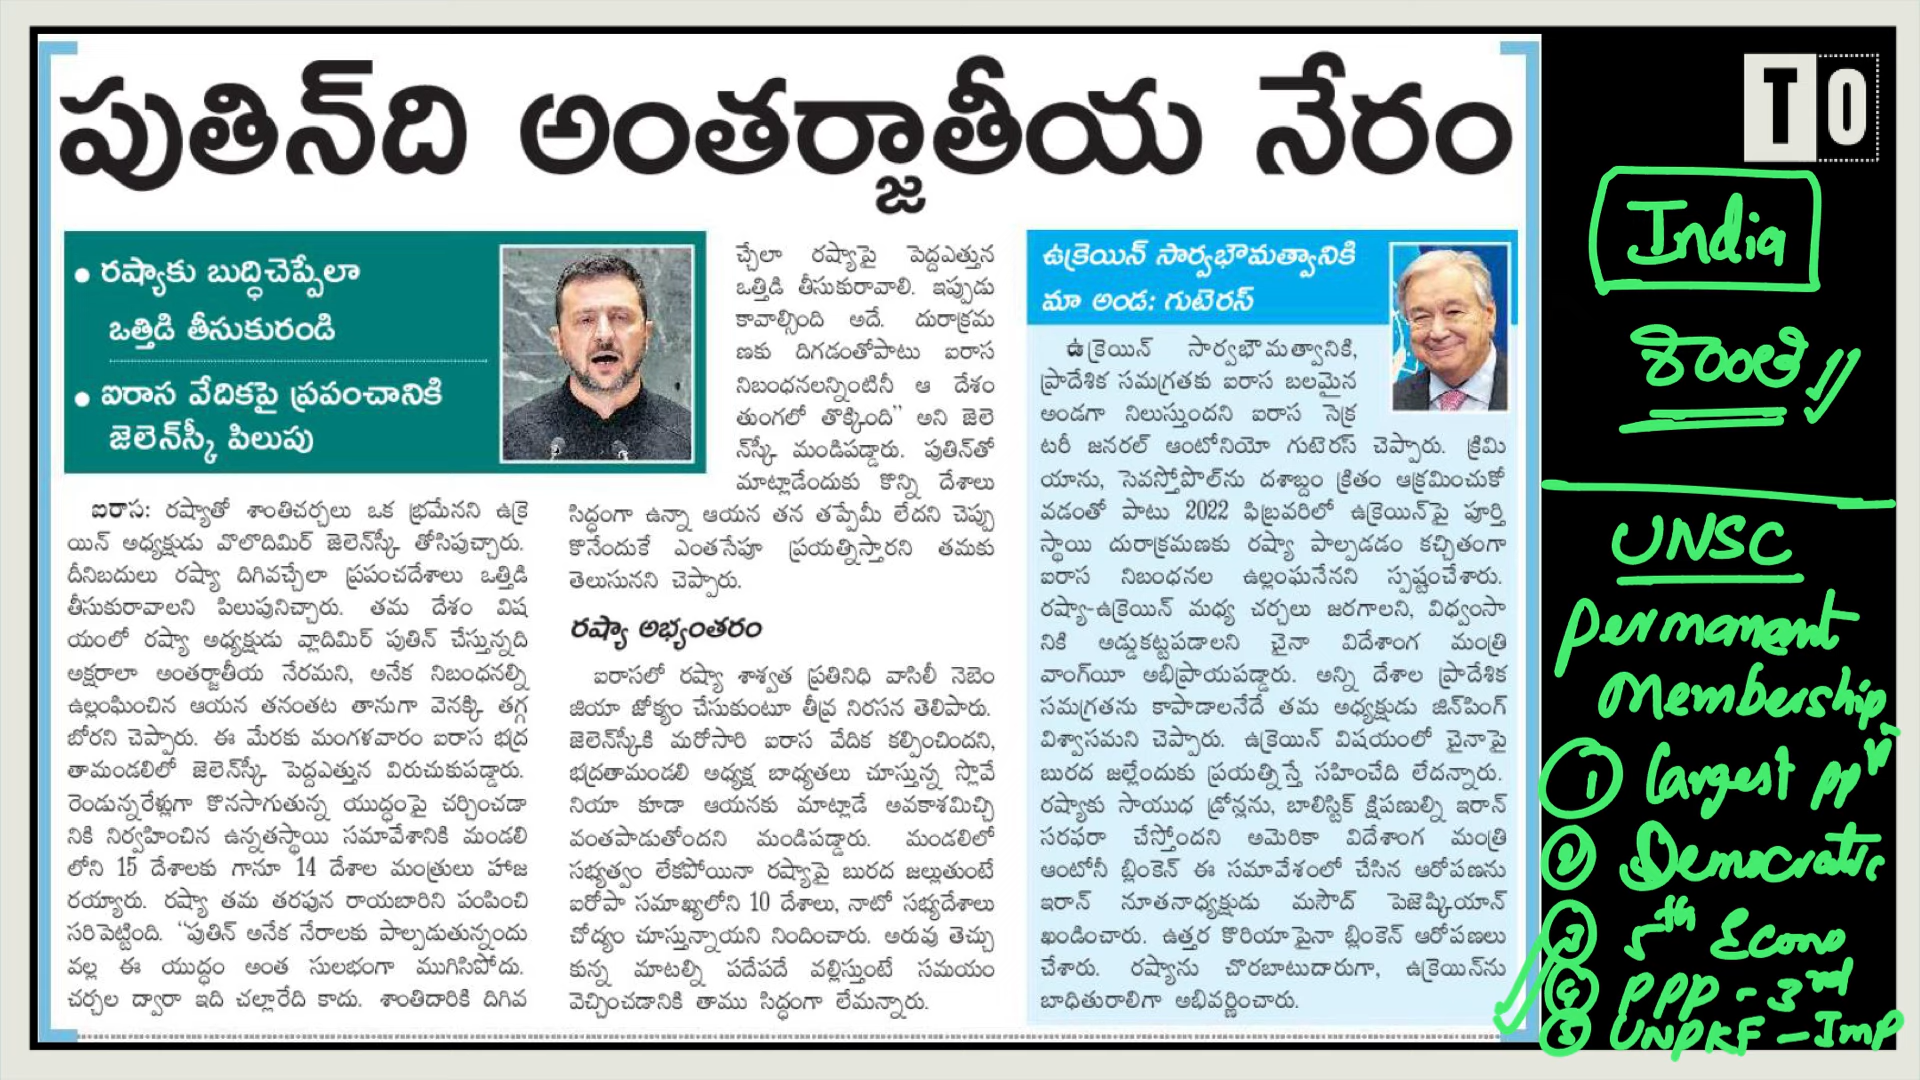 పుతిన్‌ది అంతర్జాతీయ నేరం
• రష్యాకు బుద్ధిచెప్పేలా
ఒత్తిడి తీసుకురండి
• ఐరాస వేదికపై ప్రపంచానికి
జెలెన్‌స్కీ పిలుపు
ఐరాస: రష్యాతో శాంతిచర్చలు ఒక భ్రమేనని ఉక్రె
యిన్ అధ్యక్షుడు వొలొదిమిర్ జెలెన్‌స్కీ తోసిపుచ్చారు.
దీనిబదులు రష్యా దిగివచ్చేలా ప్రపంచదేశాలు ఒత్తిడి
తీసుకురావాలని పిలుపునిచ్చారు. తమ దేశం విష
యంలో రష్యా అధ్యక్షుడు వ్లాదిమిర్ పుతిన్ చేస్తున్నది
అక్షరాలా అంతర్జాతీయ నేరమని, అనేక నిబంధనల్ని
ఉల్లంఘించిన ఆయన తనంతట తానుగా వెనక్కి తగ్గ
బోరని చెప్పారు. ఈ మేరకు మంగళవారం ఐరాస భద్ర
తామండలిలో జెలెన్‌స్కీ పెద్దఎత్తున విరుచుకుపడ్డారు.
రెండున్నరేళ్లుగా కొనసాగుతున్న యుద్ధంపై చర్చించడా
నికి నిర్వహించిన ఉన్నతస్థాయి సమావేశానికి మండలి
లోని 15 దేశాలకు గానూ 14 దేశాల మంత్రులు హాజ
రయ్యారు. రష్యా తమ తరఫున రాయబారిని పంపించి
సరిపెట్టింది. "పుతిన్ అనేక నేరాలకు పాల్పడుతున్నందు
వల్ల ఈ యుద్ధం అంత సులభంగా ముగిసిపోదు.
చర్చల ద్వారా ఇది చల్లారేది కాదు. శాంతిదారికి దిగివ
చ్చేలా రష్యాపై పెద్దఎత్తున
ఒత్తిడి తీసుకురావాలి. ఇప్పుడు
కావాల్సింది అదే. దురాక్రమ
ణకు దిగడంతోపాటు ఐరాస
నిబంధనలన్నింటినీ ఆ దేశం
తుంగలో తొక్కింది" అని జెలె
న్‌స్కీ మండిపడ్డారు. పుతిన్‌తో
మాట్లాడేందుకు కొన్ని దేశాలు
సిద్ధంగా ఉన్నా ఆయన తన తప్పేమీ లేదని చెప్పు
కొనేందుకే ఎంతసేపూ ప్రయత్నిస్తారని తమకు
తెలుసునని చెప్పారు.
రష్యా అభ్యంతరం
ఐరాసలో రష్యా శాశ్వత ప్రతినిధి వాసిలీ నెబెం
జియా జోక్యం చేసుకుంటూ తీవ్ర నిరసన తెలిపారు.
జెలెన్‌స్కీకి మరోసారి ఐరాస వేదిక కల్పించిందని,
భద్రతామండలి అధ్యక్ష బాధ్యతలు చూస్తున్న స్లొవే
నియా కూడా ఆయనకు మాట్లాడే అవకాశమిచ్చి
వంతపాడుతోందని మండిపడ్డారు. మండలిలో
సభ్యత్వం లేకపోయినా రష్యాపై బురద జల్లుతుంటే
ఐరోపా సమాఖ్యలోని 10 దేశాలు, నాటో సభ్యదేశాలు
చోద్యం చూస్తున్నాయని నిందించారు. అరువు తెచ్చు
కున్న మాటల్ని పదేపదే వల్లిస్తుంటే సమయం
వెచ్చించడానికి తాము సిద్ధంగా లేమన్నారు.
ఉక్రెయిన్ సార్వభౌమత్వానికి
మా అండ: గుటెరస్
ఉక్రెయిన్ సార్వభౌమత్వానికి,
ప్రాదేశిక సమగ్రతకు ఐరాస బలమైన
అండగా నిలుస్తుందని ఐరాస సెక్ర
టరీ జనరల్ ఆంటోనియో గుటెరస్ చెప్పారు. క్రిమి
యాను, సెవస్తోపొల్‌ను దశాబ్దం క్రితం ఆక్రమించుకో
వడంతో పాటు 2022 ఫిబ్రవరిలో ఉక్రెయిన్‌పై పూర్తి
స్థాయి దురాక్రమణకు రష్యా పాల్పడడం కచ్చితంగా
ఐరాస నిబంధనల ఉల్లంఘనేనని స్పష్టంచేశారు.
రష్యా-ఉక్రెయిన్ మధ్య చర్చలు జరగాలని, విధ్వంసా
నికి అడ్డుకట్టపడాలని చైనా విదేశాంగ మంత్రి
వాంగ్‌యీ అభిప్రాయపడ్డారు. అన్ని దేశాల ప్రాదేశిక
సమగ్రతను కాపాడాలనేదే తమ అధ్యక్షుడు జిన్‌పింగ్
విశ్వాసమని చెప్పారు. ఉక్రెయిన్ విషయంలో చైనాపై
బురద జల్లేందుకు ప్రయత్నిస్తే సహించేది లేదన్నారు.
రష్యాకు సాయుధ డ్రోన్లను, బాలిస్టిక్ క్షిపణుల్ని ఇరాన్
సరఫరా చేస్తోందని అమెరికా విదేశాంగ మంత్రి
ఆంటోనీ బ్లింకెన్ ఈ సమావేశంలో చేసిన ఆరోపణను
ఇరాన్ నూతనాధ్యక్షుడు మసౌద్ పెజెష్కియాన్
ఖండించారు. ఉత్తర కొరియాపైనా బ్లింకెన్ ఆరోపణలు
చేశారు. రష్యాను చొరబాటుదారుగా, ఉక్రెయిన్‌ను
బాధితురాలిగా అభివర్ణించారు.
TO
India
శాంతి
UNSC
Permanent
Membership
① Largest ppⁿ
② Democratic
③ 5th Econo
④ PPP - 3rd
⑤ UNPKF - Imp